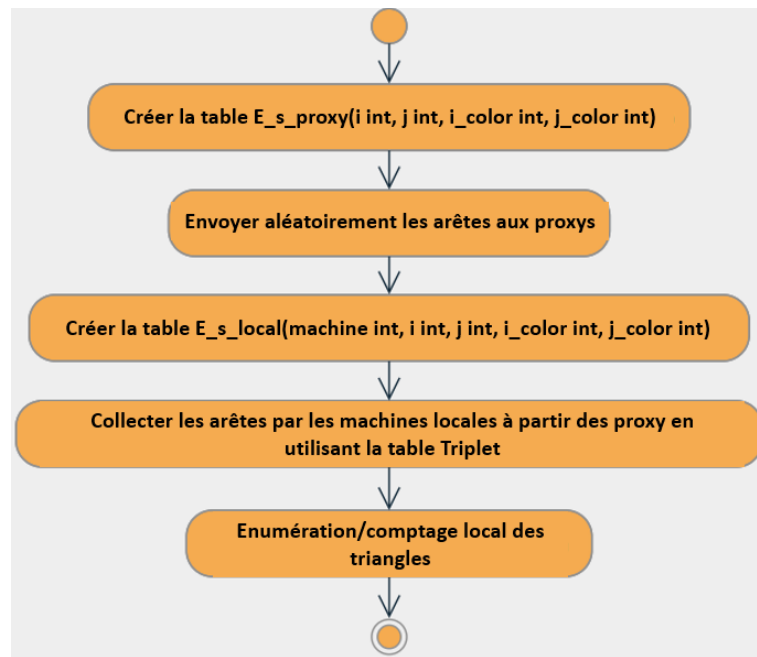 Créer la table E_s_proxy(i int, j int, i_color int, j_color int)
Envoyer aléatoirement les arêtes aux proxys
Créer la table E_s_local(machine int, i int, j int, i_color int, j_color int)
Collecter les arêtes par les machines locales à partir des proxy en
utilisant la table Triplet
Enumération/comptage local des
triangles